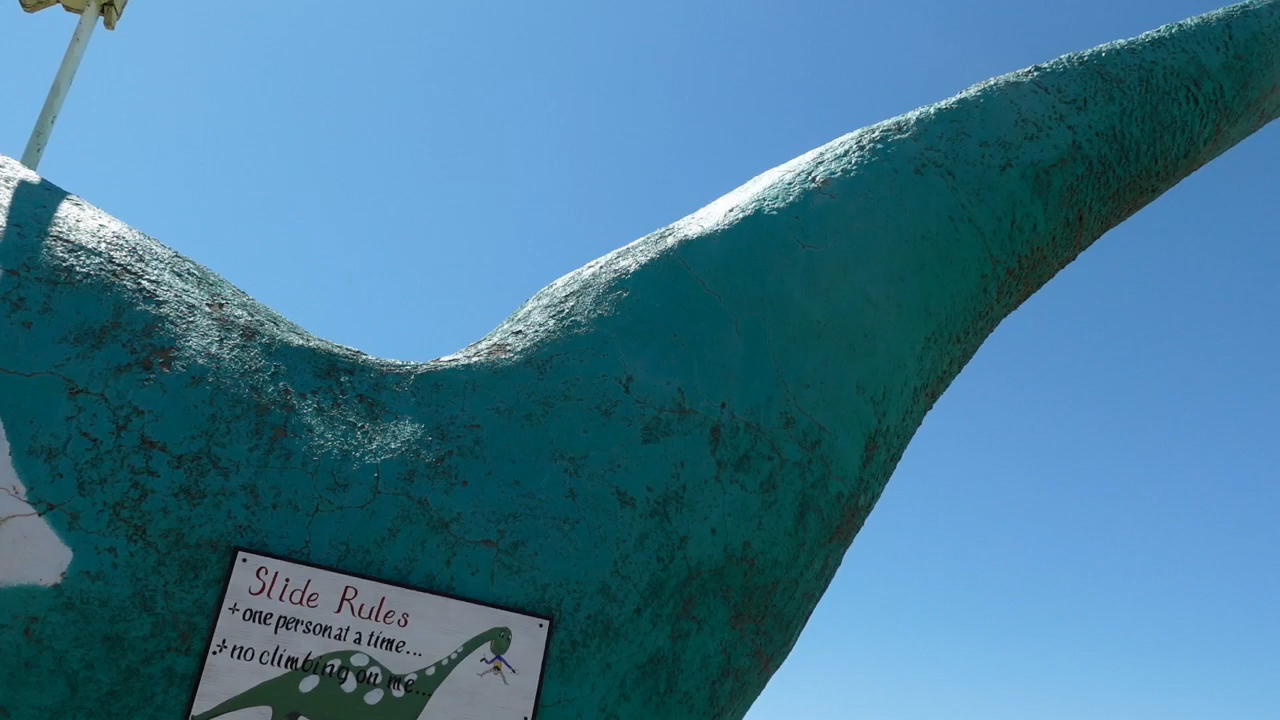 Slide Rules
+one person at a time...
+no climbing on me...